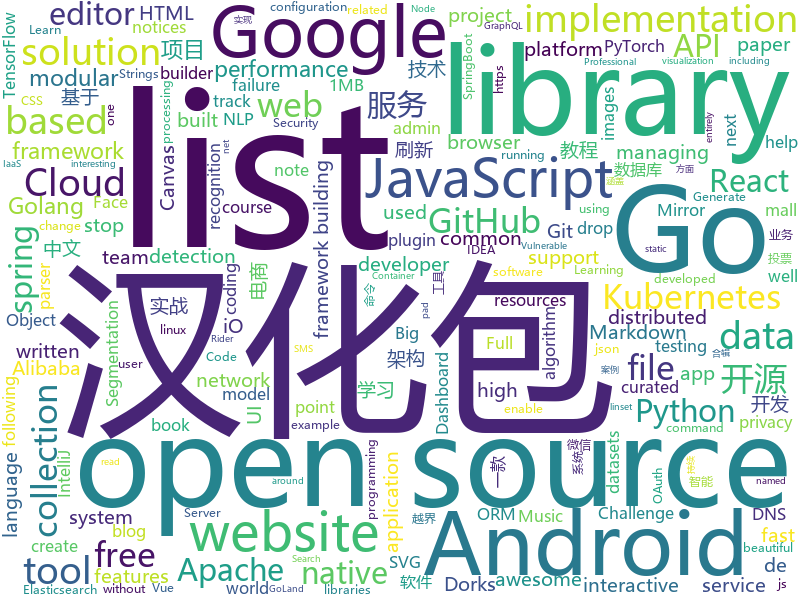 TensorFlow
editor
HTML
Learn
configuration
related
notices
实现
Node
GraphQL
Google
implementation
solution
项目
Strings
builder
platform
PyTorch
Professional
visualization
including
modular
performance
processing
project
API
paper
based
基于
failure
1MB
技术
SpringBoot
https
css
track
服务
built
NLP
web
images
next
framework
one
Canvas
recognition
admin
browser
教程
managing
help
IaaS
Security
刷新
library
interesting
note
running
数据库
entirely
Cloud
net
JavaScript
React
Golang
change
Face
course
framework building
used
Git
drop
Mirror
mall
stop
GitHub
plugin
common
业务
spring
中文
team
detection
电商
developer
IDEA
using
Generate
投票
parser
list
Go
方面
涵盖
static
Object
实战
iO
coding
support
Kubernetes
Vulnerable
汉化包
linux
resources
distributed
developed
written
Segmentation
Alibaba
命令
Container
工具
Big
Full
algorithm
Markdown
testing
data
software
Rider
架构
Dashboard
high
file
app
json
curated
开源
Code
SMS
network
user
学习
UI
model
pad
Python
开发
collection
following
IntelliJ
book
example
point
一款
datasets
privacy
language
open source
案例
合辑
enable
linset
command
application
programming
微信
系统
持续
智能
OAuth
read
website
Android
system
create
blog
Server
ORM
Music
Challenge
DNS
named
tool
free
native
越界
fast
Apache
SVG
Dorks
awesome
interactive
service
de
beautiful
features
world
软件
Elasticsearch
without
Vue
around
GoLand
Search
libraries
js
well